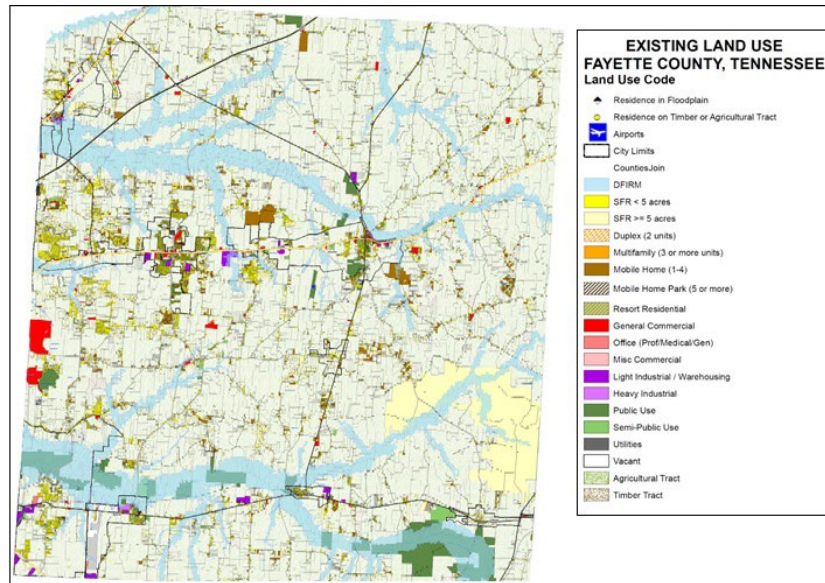 EXISTING LAND USE
FAYETTE COUNTY, TENNESSEE
Land Use Code
Residence in Floodplain
Residence on Timber or Agricultural Tract
Airports
City Limits
CountiesJoin
DFIRM
SFR < 5 acres
SFR >= 5 acres
Duplex (2 units)
Multifamily (3 or more units)
Mobile Home (1-4)
Mobile Home Park (5 or more)
Resort Residential
General Commercial
Office (Prof/Medical/Gen)
Misc Commercial
Light Industrial / Warehousing
Heavy Industrial
Public Use
Semi-Public Use
Utilities
Vacant
Agricultural Tract
Timber Tract